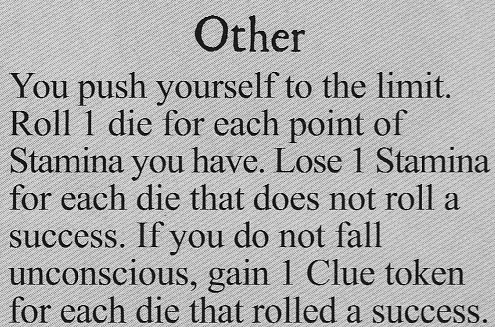 Other
You push yourself to the limit.
Roll 1 die for each point of
Stamina you have. Lose 1 Stamina
for each die that does not roll a
success. If you do not fall
unconscious, gain 1 Clue token
for each die that rolled a success.